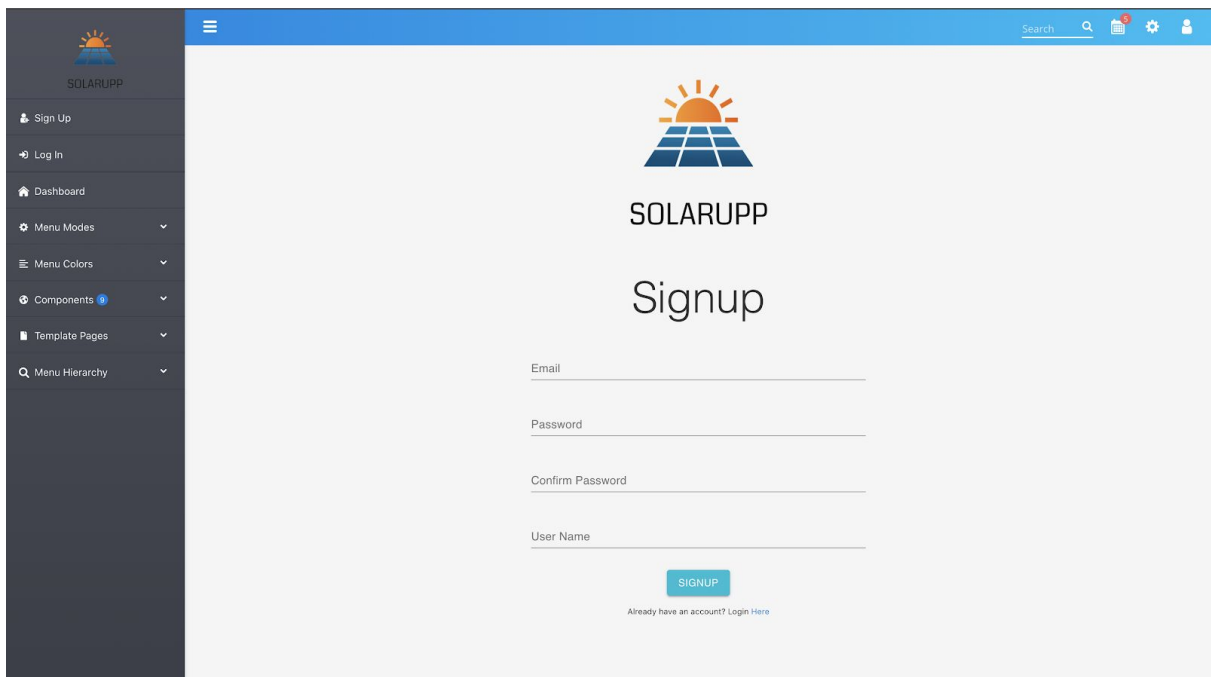 SOLARUPP
Search
5
Sign Up
Log In
Dashboard
Menu Modes
Menu Colors
Components 9
Template Pages
Menu Hierarchy
SOLARUPP
Signup
Email
Password
Confirm Password
User Name
SIGNUP
Already have an account? Login Here